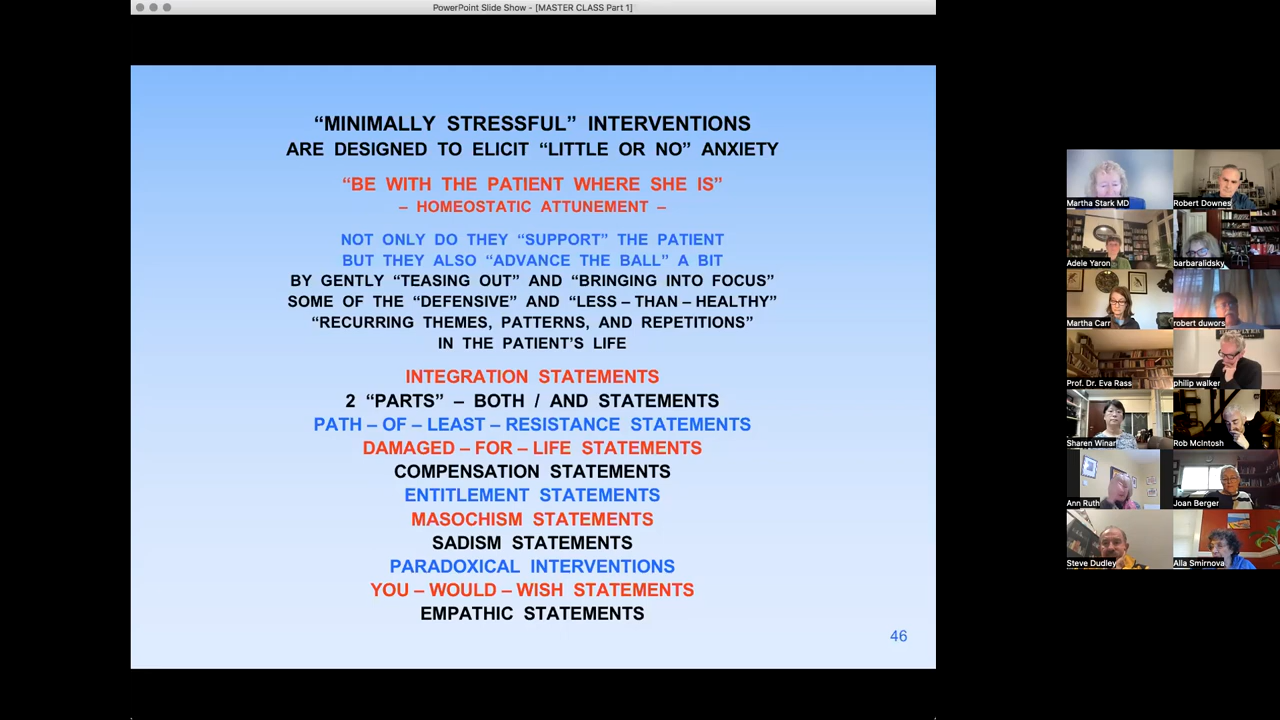 PowerPoint Slide Show - [MASTER CLASS Part 1]
“MINIMALLY STRESSFUL” INTERVENTIONS
ARE DESIGNED TO ELICIT “LITTLE OR NO” ANXIETY
“BE WITH THE PATIENT WHERE SHE IS”
– HOMEOSTATIC ATTUNEMENT –
NOT ONLY DO THEY “SUPPORT” THE PATIENT
BUT THEY ALSO “ADVANCE THE BALL” A BIT
BY GENTLY “TEASING OUT” AND “BRINGING INTO FOCUS”
SOME OF THE “DEFENSIVE” AND “LESS – THAN – HEALTHY”
“RECURRING THEMES, PATTERNS, AND REPETITIONS”
IN THE PATIENT’S LIFE
INTEGRATION STATEMENTS
2 “PARTS” – BOTH / AND STATEMENTS
PATH – OF – LEAST – RESISTANCE STATEMENTS
DAMAGED – FOR – LIFE STATEMENTS
COMPENSATION STATEMENTS
ENTITLEMENT STATEMENTS
MASOCHISM STATEMENTS
SADISM STATEMENTS
PARADOXICAL INTERVENTIONS
YOU – WOULD – WISH STATEMENTS
EMPATHIC STATEMENTS
46
Martha Stark MD
Robert Downes
Adele Yaron
barbaralidsky
Martha Carr
robert duwors
Prof. Dr. Eva Rass
philip walker
Sharen Winar
Rob McIntosh
Ann Ruth
Joan Berger
Steve Dudley
Alla Smirnova